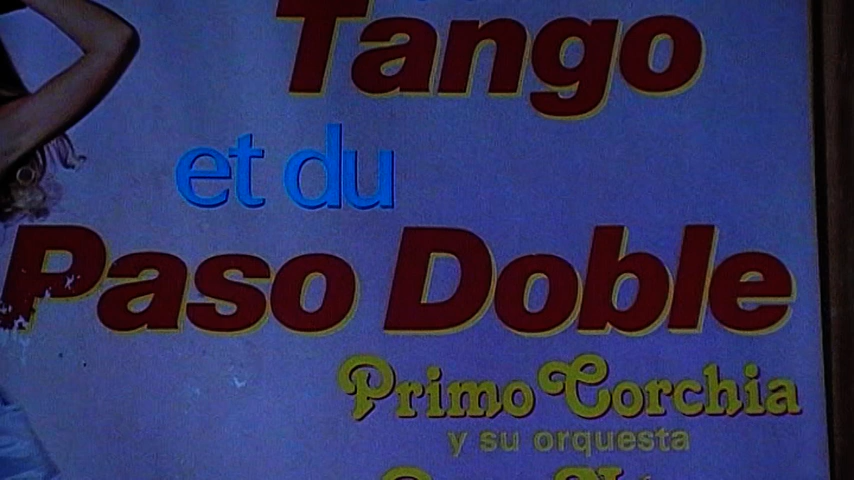 Tango
et du
Paso Doble
Primo Corchia
y su orquesta